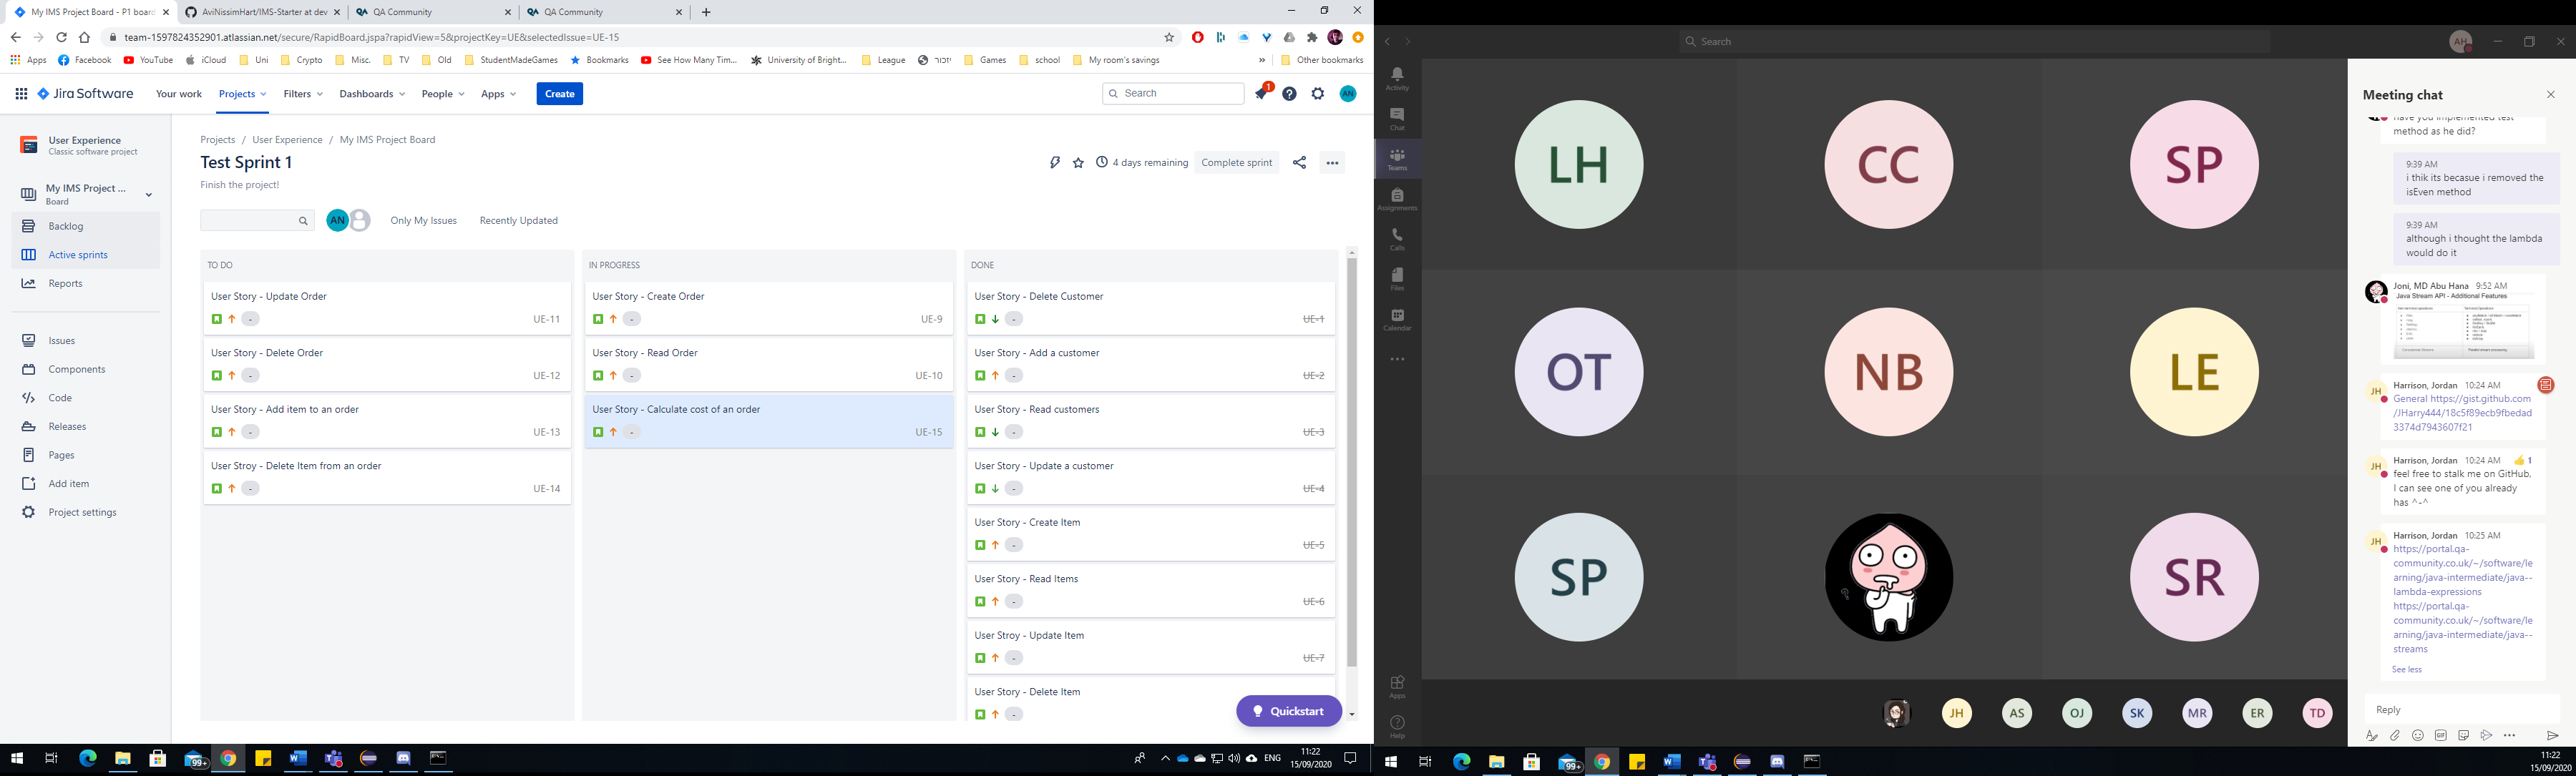 My IMS Project Board - P1 board
AviNissimHart/IMS-Starter at dev
QA Community
QA Community
team-1597824352901.atlassian.net/secure/RapidBoard.jspa?rapidView=5&projectKey=UE&selectedIssue=UE-15
Apps Facebook YouTube iCloud Uni Crypto Misc. TV Old StudentMadeGames Bookmarks See How Many Tim... University of Bright... League יזכור Games school My room's savings » Other bookmarks
Jira Software Your work Projects Filters Dashboards People Apps Create Search 1 AN
User Experience
Classic software project
My IMS Project ...
Board
Backlog
Active sprints
Reports
Issues
Components
Code
Releases
Pages
Add item
Project settings
Projects / User Experience / My IMS Project Board
Test Sprint 1
4 days remaining Complete sprint
Finish the project!
AN Only My Issues Recently Updated
TO DO
User Story - Update Order
- UE-11
User Story - Delete Order
- UE-12
User Story - Add item to an order
- UE-13
User Stroy - Delete Item from an order
- UE-14
IN PROGRESS
User Story - Create Order
- UE-9
User Story - Read Order
- UE-10
User Story - Calculate cost of an order
- UE-15
DONE
User Story - Delete Customer
- UE-1
User Story - Add a customer
- UE-2
User Story - Read customers
- UE-3
User Story - Update a customer
- UE-4
User Story - Create Item
- UE-5
User Story - Read Items
- UE-6
User Stroy - Update Item
- UE-7
User Story - Delete Item
-
Quickstart
99+
ENG
11:22
15/09/2020
Search
AH
Activity
Chat
Teams
Assignments
Calls
Files
Calendar
Apps
Help
LH CC SP
OT NB LE
SP SR
JH AS OJ SK MR ER TD
Meeting chat
have you implemented test
method as he did?
9:39 AM
i thik its becasue i removed the
isEven method
9:39 AM
although i thought the lambda
would do it
Joni, MD Abu Hana 9:52 AM
Java Stream API - Additional Features
JH
Harrison, Jordan 10:24 AM
General https://gist.github.com
/JHarry444/18c5f89ecb9fbedad
3374d7943607f21
JH
Harrison, Jordan 10:24 AM 1
feel free to stalk me on GitHub,
I can see one of you already
has ^-^
JH
Harrison, Jordan 10:25 AM
https://portal.qa-
community.co.uk/~/software/le
arning/java-intermediate/java--
lambda-expressions
https://portal.qa-
community.co.uk/~/software/le
arning/java-intermediate/java--
streams
See less
Reply
GIF
99+
11:22
15/09/2020